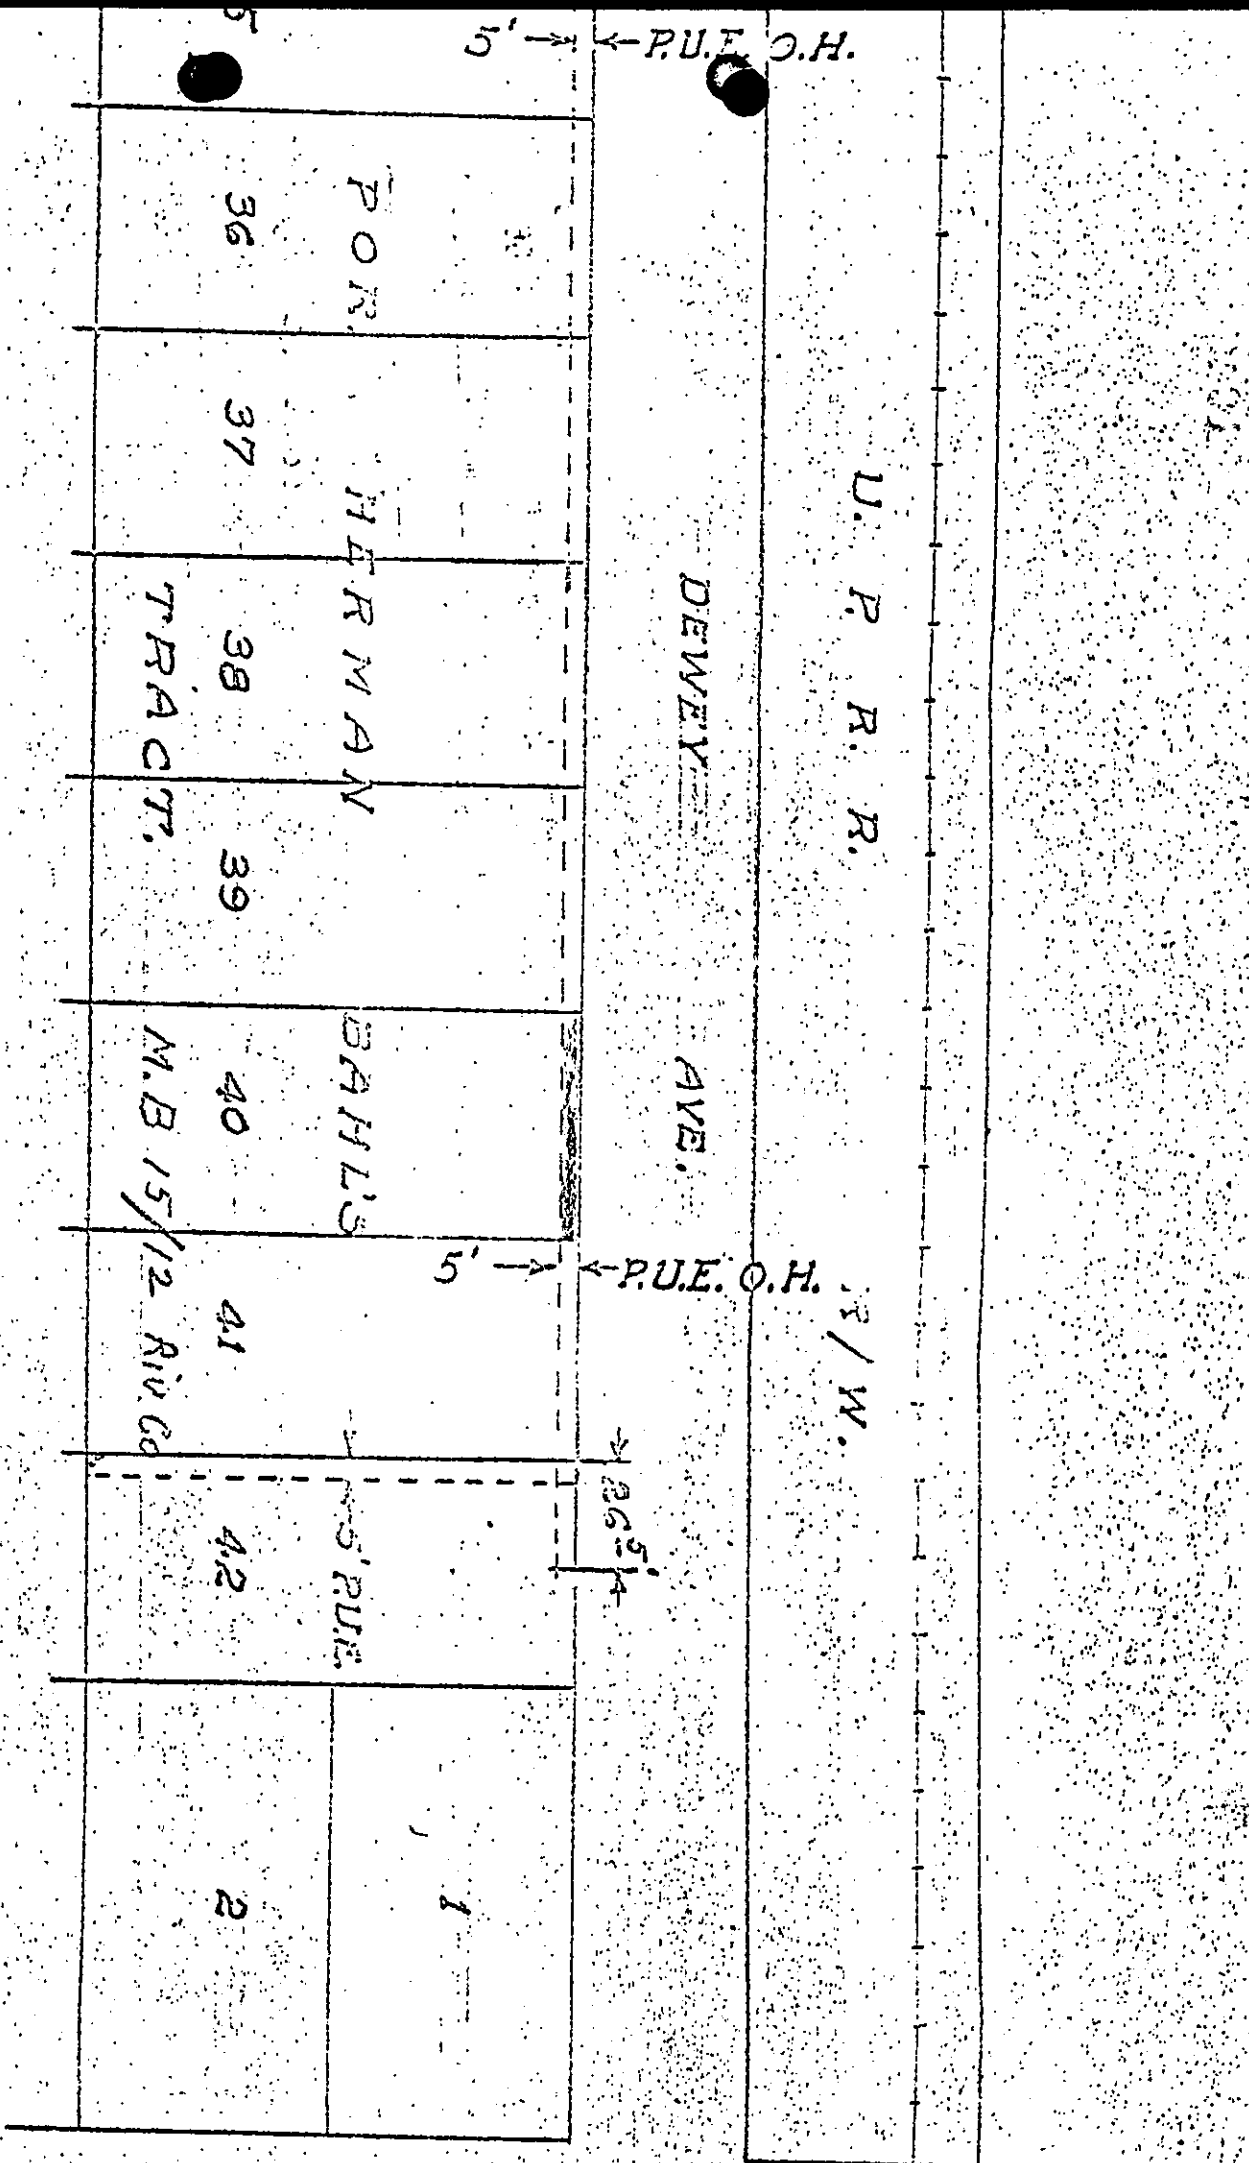 5
5' P.U.E. O.H.
U. P. R. R. /W.
DEWEY AVE.
POR. HERMAN BAHL'S
36 37 38 39 40 41 42
TRACT. M.B 15/12 Riv. Co
5' P.U.E. O.H.
26.5'
5' P.U.E.
1
2